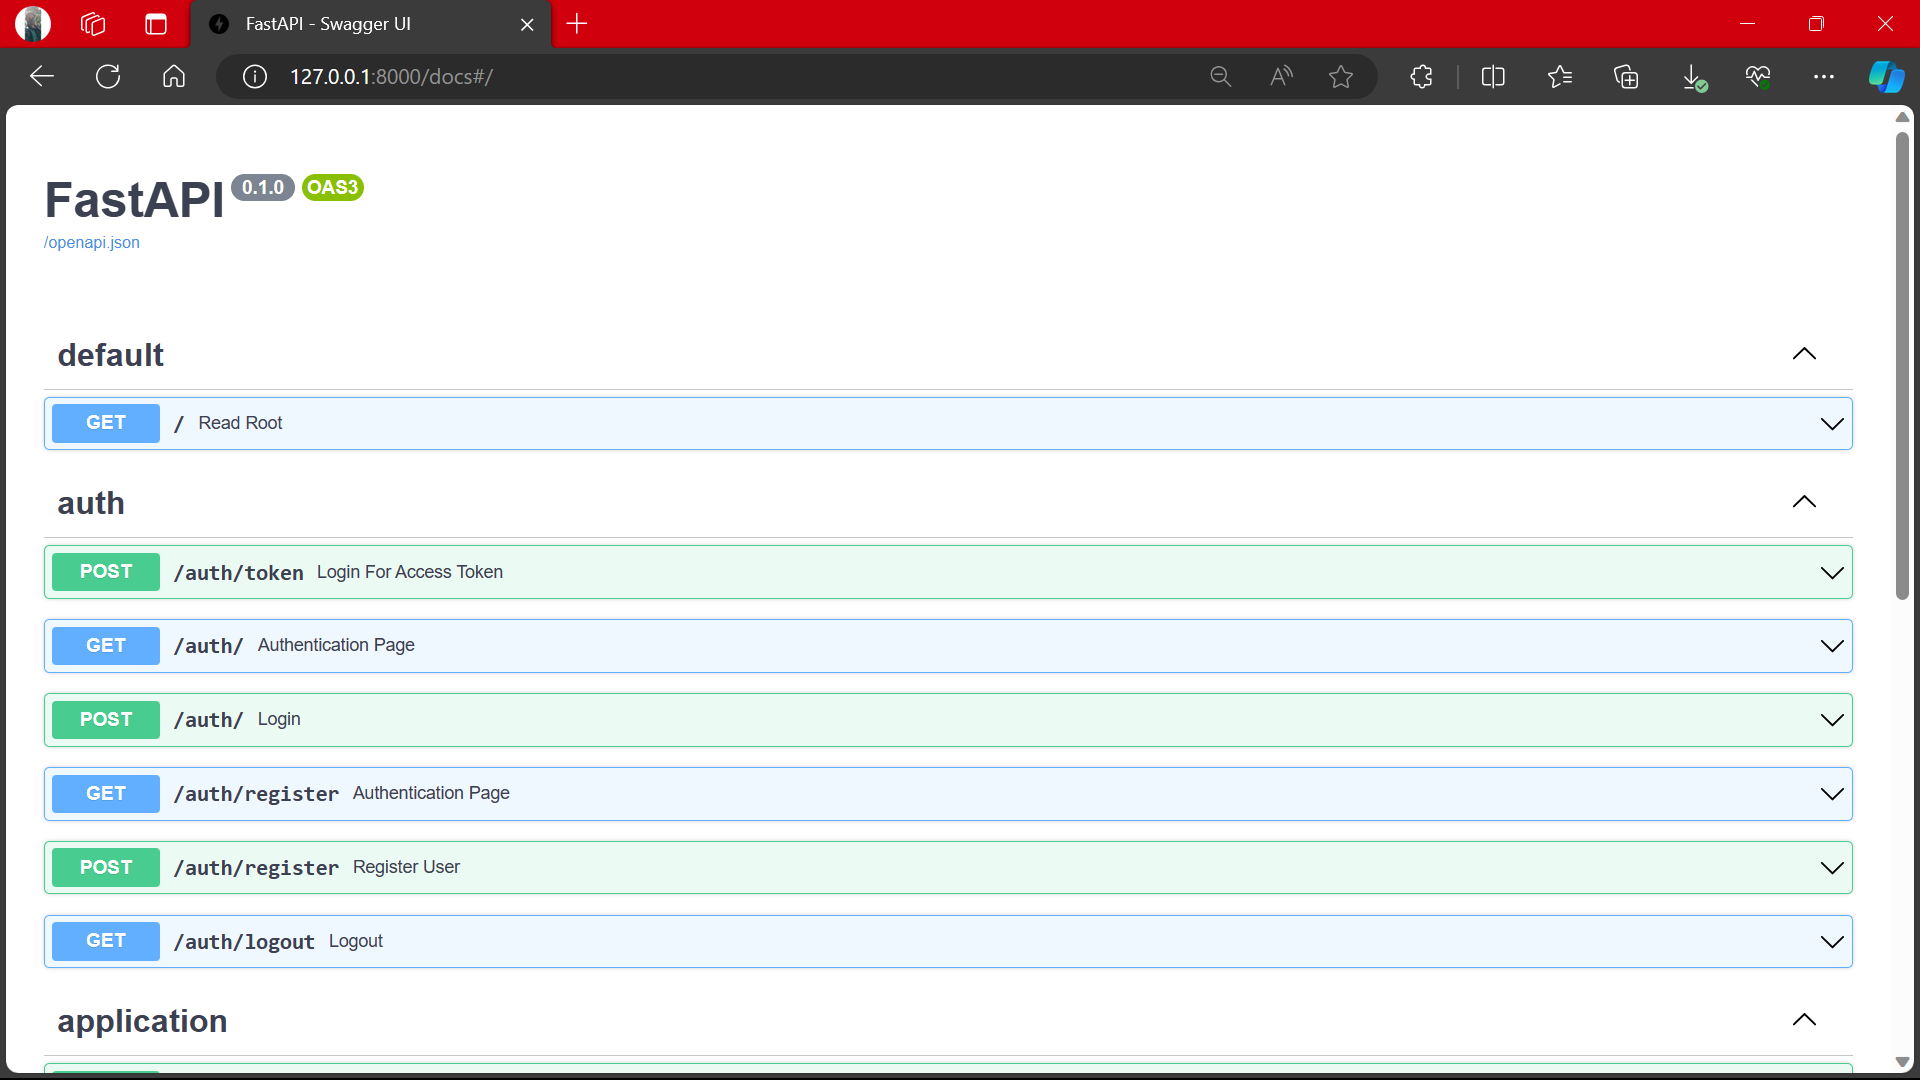 FastAPI - Swagger UI
127.0.0.1:8000/docs#/
FastAPI 0.1.0 OAS3
/openapi.json
default
GET / Read Root
auth
POST /auth/token Login For Access Token
GET /auth/ Authentication Page
POST /auth/ Login
GET /auth/register Authentication Page
POST /auth/register Register User
GET /auth/logout Logout
application